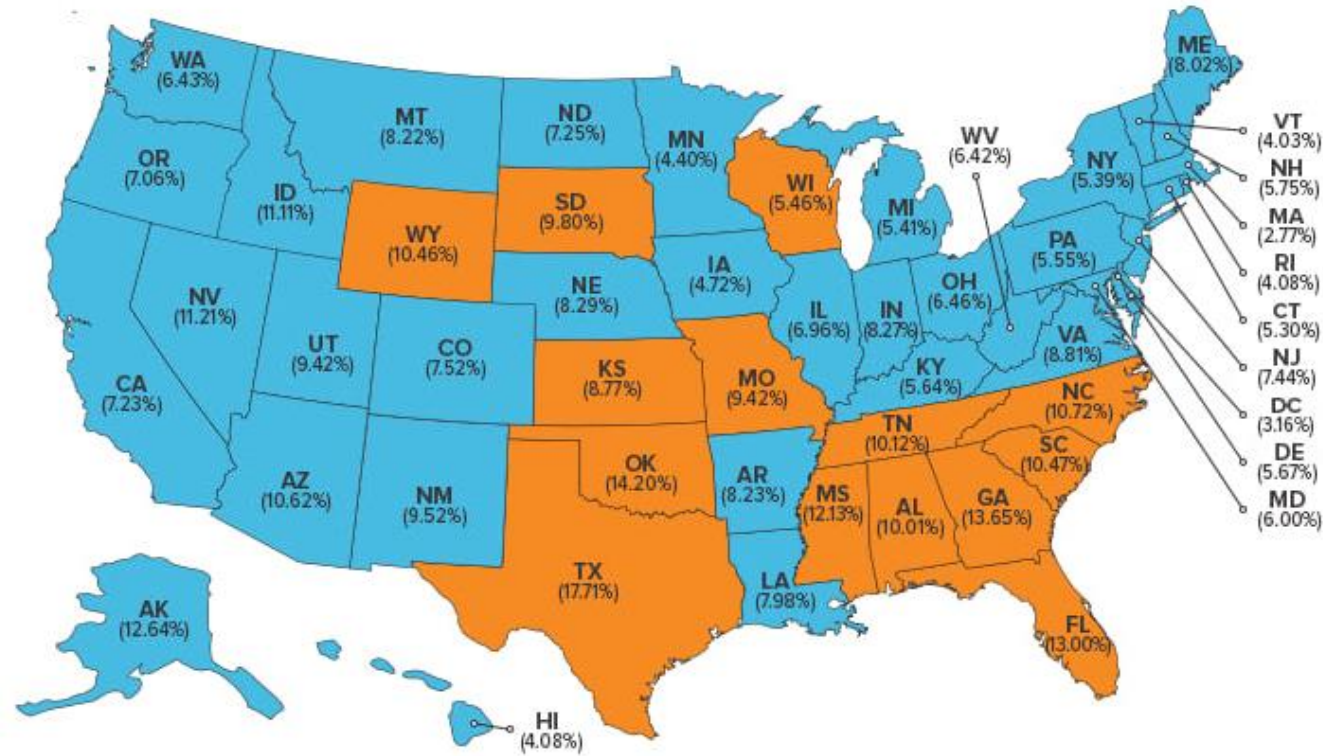 WA
(6.43%)
OR
(7.06%)
CA
(7.23%)
ID
(11.11%)
NV
(11.21%)
MT
(8.22%)
WY
(10.46%)
UT
(9.42%)
CO
(7.52%)
AZ
(10.62%)
NM
(9.52%)
ND
(7.25%)
SD
(9.80%)
NE
(8.29%)
KS
(8.77%)
OK
(14.20%)
TX
(17.71%)
MN
(4.40%)
IA
(4.72%)
MO
(9.42%)
AR
(8.23%)
LA
(7.98%)
WI
(5.46%)
IL
(6.96%)
MI
(5.41%)
IN
(8.27%)
OH
(6.46%)
KY
(5.64%)
TN
(10.12%)
MS
(12.13%)
AL
(10.01%)
GA
(13.65%)
FL
(13.00%)
SC
(10.47%)
NC
(10.72%)
VA
(8.81%)
WV
(6.42%)
PA
(5.55%)
NY
(5.39%)
ME
(8.02%)
VT
(4.03%)
NH
(5.75%)
MA
(2.77%)
RI
(4.08%)
CT
(5.30%)
NJ
(7.44%)
DC
(3.16%)
DE
(5.67%)
MD
(6.00%)
AK
(12.64%)
HI
(4.08%)